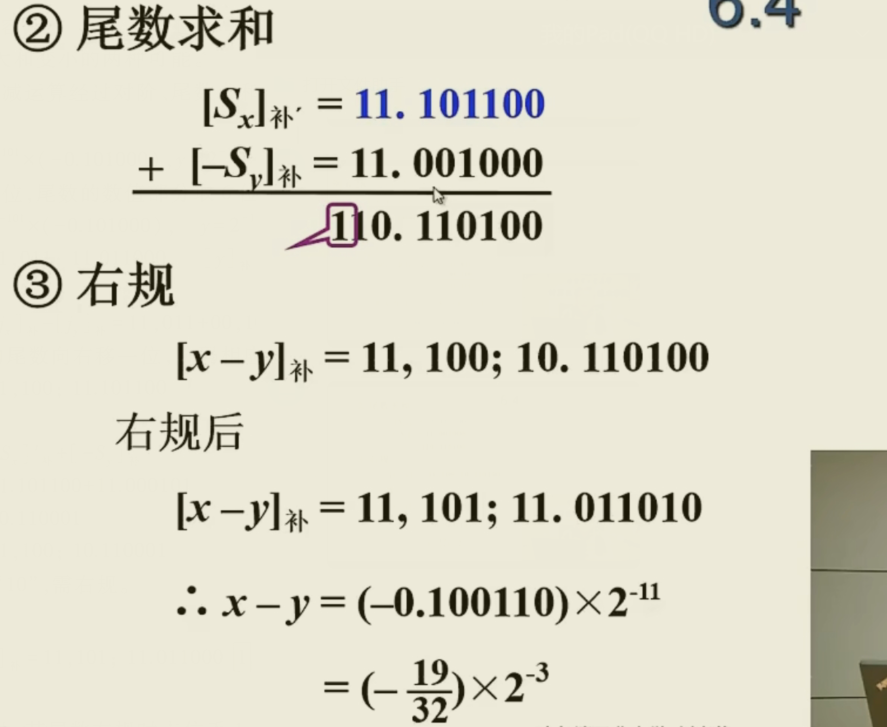 6.4
② 尾数求和
[Sx]补′ = 11. 101100
+ [–Sy]补 = 11. 001000
110. 110100
③ 右规
[x – y]补 = 11, 100; 10. 110100
右规后
[x – y]补 = 11, 101; 11. 011010
∴ x – y = (–0.100110)×2^-11
= (– 19/32)×2^-3